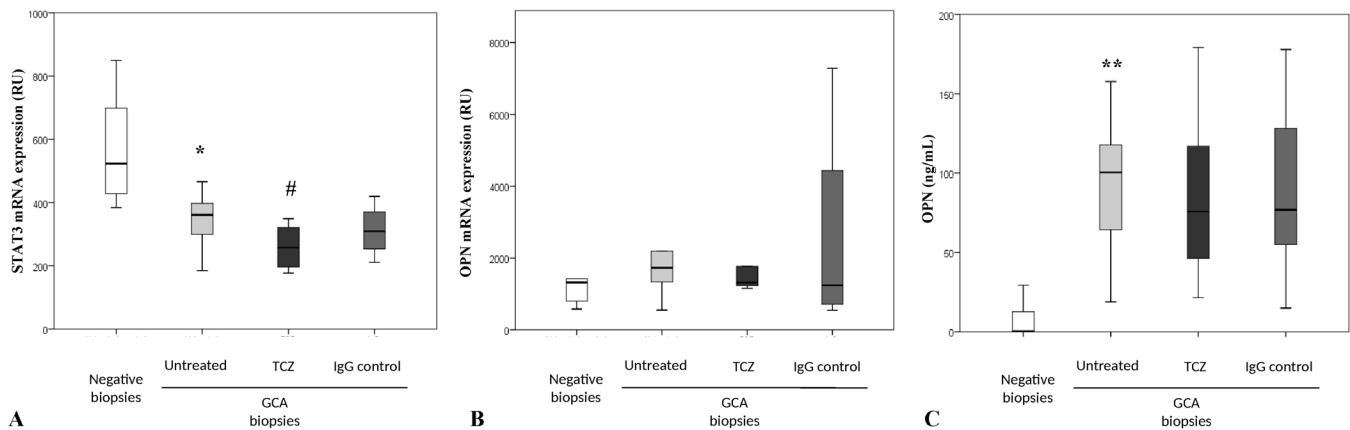 1000
800
600
400
200
0
STAT3 mRNA expression (RU)
*
#
Untreated TCZ IgG control
Negative
biopsies
GCA
biopsies
A
8000
6000
4000
2000
0
OPN mRNA expression (RU)
Untreated TCZ IgG control
Negative
biopsies
GCA
biopsies
B
200
150
100
50
0
OPN (ng/mL)
**
Untreated TCZ IgG control
Negative
biopsies
GCA
biopsies
C